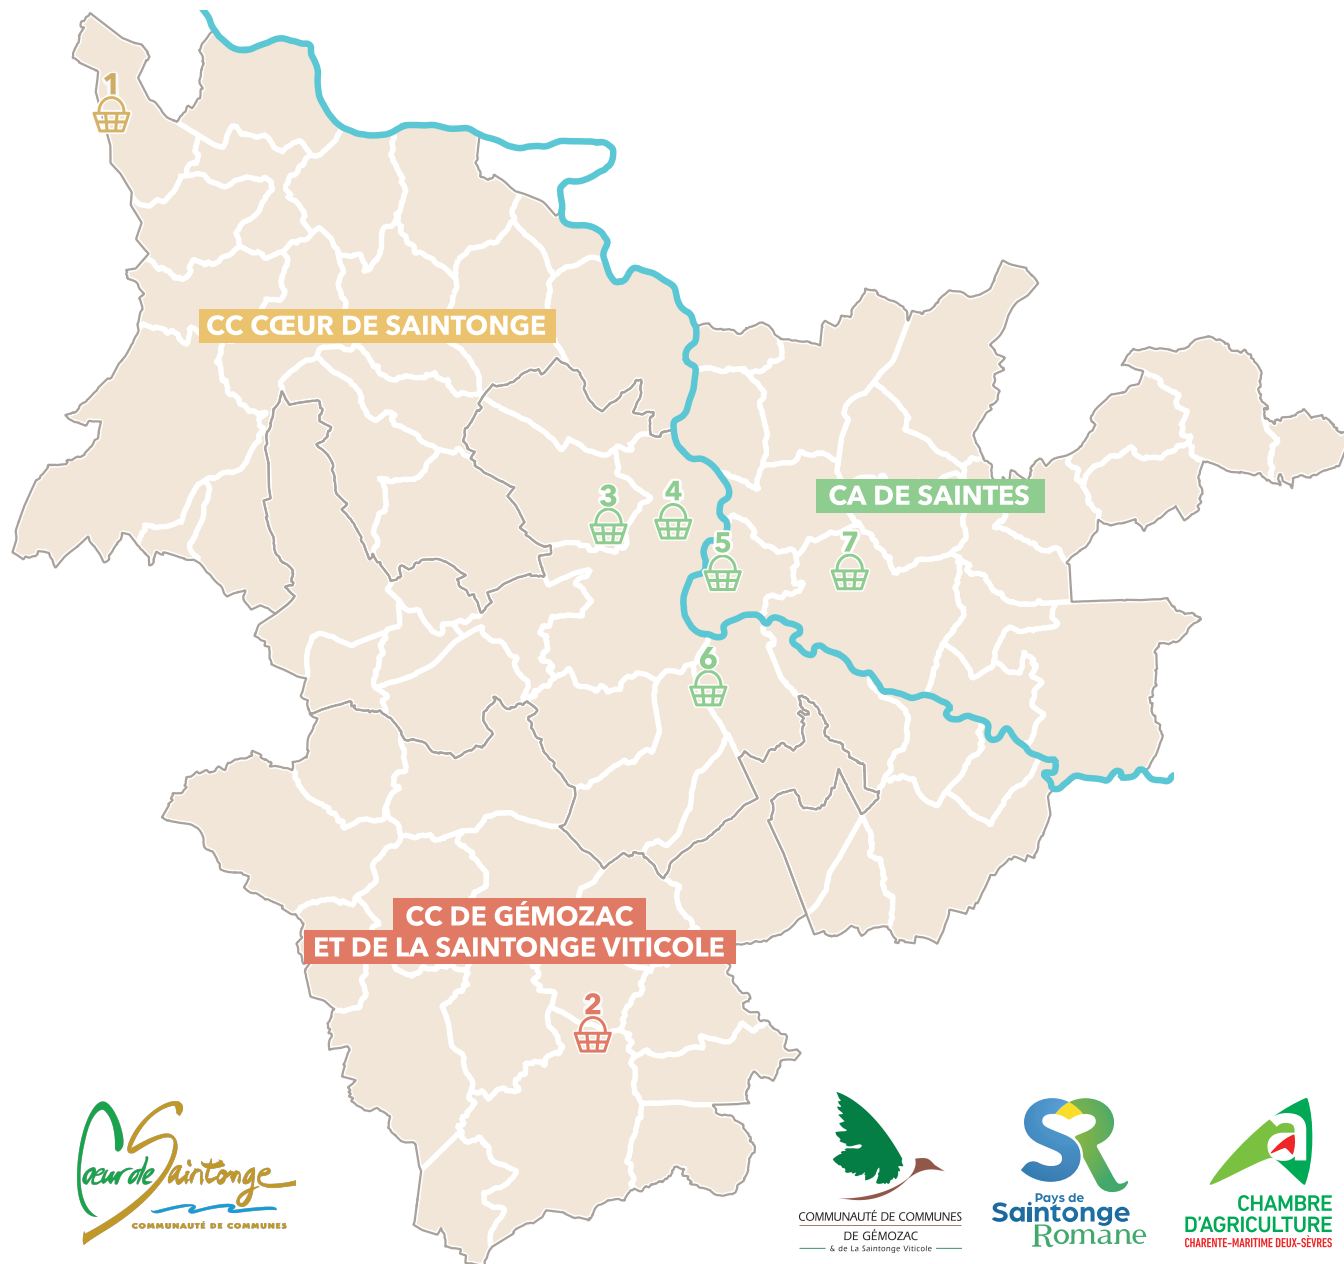 1
CC CŒUR DE SAINTONGE
CA DE SAINTES
3
4
5
7
6
CC DE GÉMOZAC
ET DE LA SAINTONGE VITICOLE
2
Cœur de Saintonge
COMMUNAUTÉ DE COMMUNES
COMMUNAUTÉ DE COMMUNES
DE GÉMOZAC
& de La Saintonge Viticole
SR
Pays de
Saintonge
Romane
a
CHAMBRE
D'AGRICULTURE
CHARENTE-MARITIME DEUX-SÈVRES